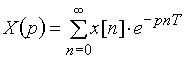 X(p) = ∞∑n=0 x[n]·e^{-pnT}